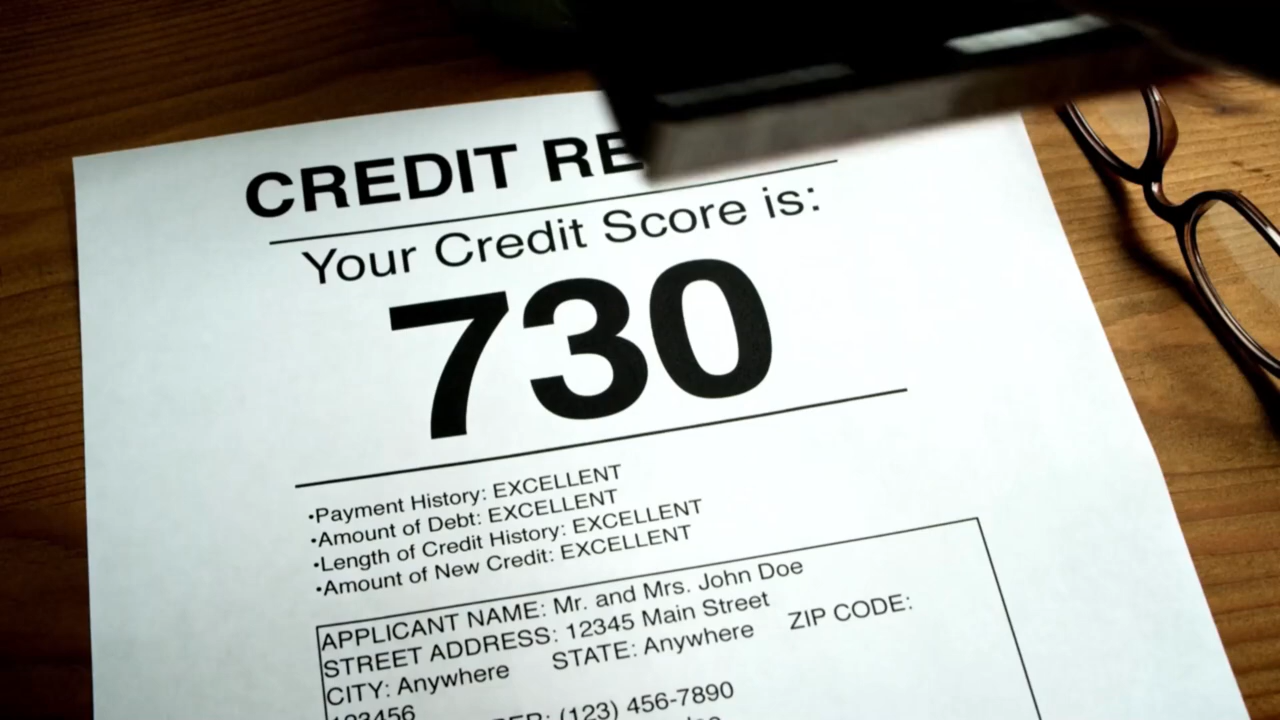 CREDIT RE
Your Credit Score is:
730
•Payment History: EXCELLENT
•Amount of Debt: EXCELLENT
•Length of Credit History: EXCELLENT
•Amount of New Credit: EXCELLENT
APPLICANT NAME: Mr. and Mrs. John Doe
STREET ADDRESS: 12345 Main Street
CITY: Anywhere STATE: Anywhere ZIP CODE:
123456
(123) 456-7890